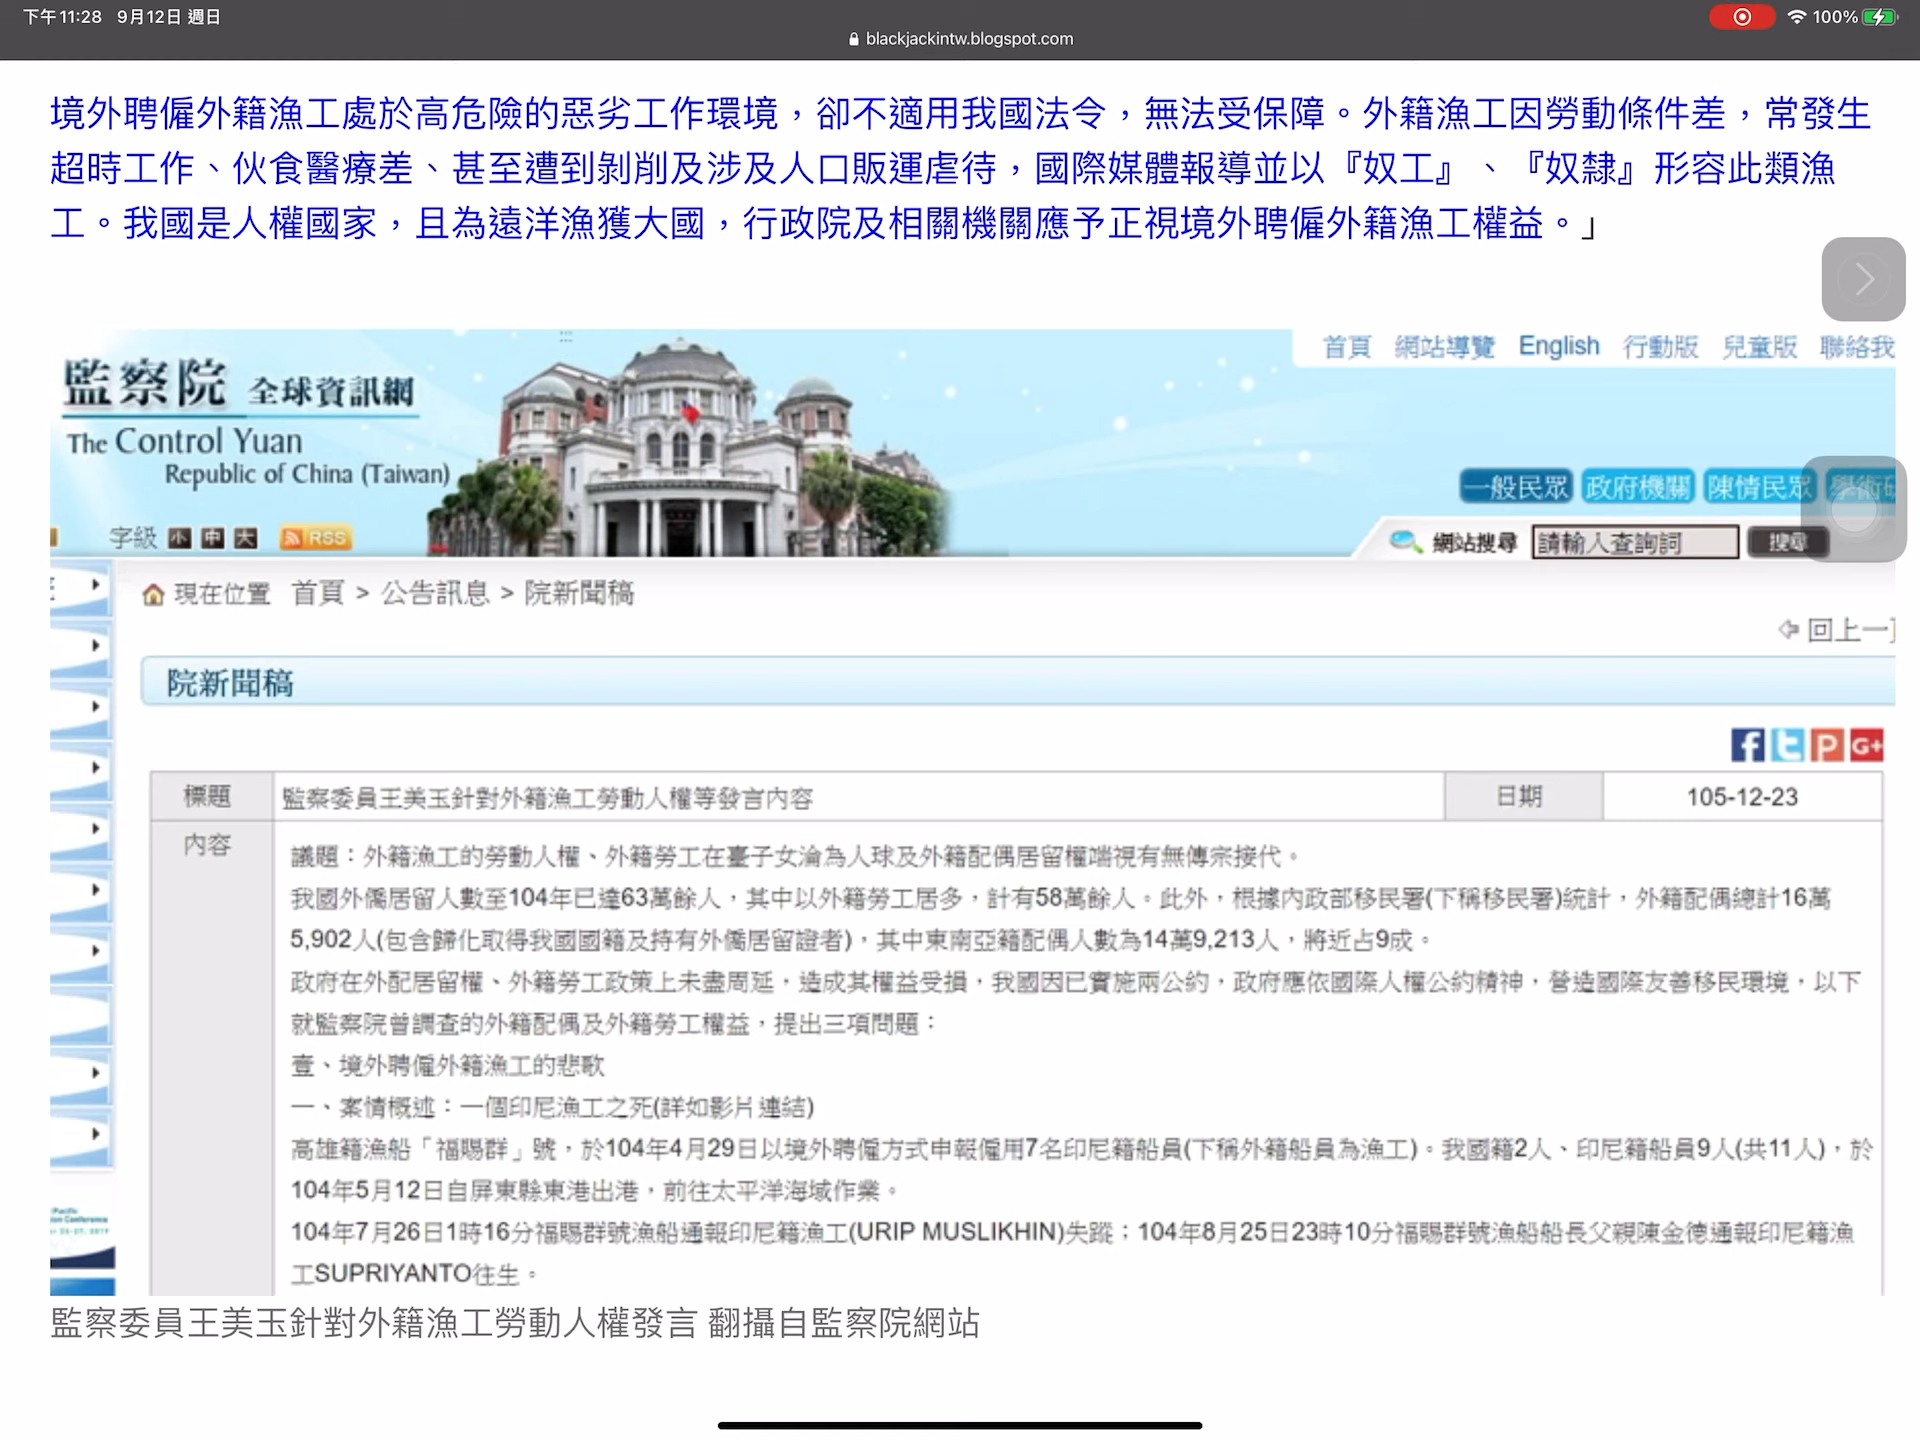 下午11:28 9月12日 週日
100%
blackjackintw.blogspot.com
境外聘僱外籍漁工處於高危險的惡劣工作環境，卻不適用我國法令，無法受保障。外籍漁工因勞動條件差，常發生
超時工作、伙食醫療差、甚至遭到剝削及涉及人口販運虐待，國際媒體報導並以『奴工』、『奴隸』形容此類漁
工。我國是人權國家，且為遠洋漁獲大國，行政院及相關機關應予正視境外聘僱外籍漁工權益。」
首頁 網站導覽 English 行動版 兒童版 聯絡我
監察院 全球資訊網
The Control Yuan
Republic of China (Taiwan)
一般民眾 政府機關 陳情民眾 學術研
字級 小 中 大 RSS
網站搜尋 請輸入查詢詞 搜尋
現在位置 首頁 > 公告訊息 > 院新聞稿
回上一頁
院新聞稿
標題 監察委員王美玉針對外籍漁工勞動人權等發言內容 日期 105-12-23
內容
議題：外籍漁工的勞動人權、外籍勞工在臺子女淪為人球及外籍配偶居留權端視有無傳宗接代。
我國外僑居留人數至104年已達63萬餘人，其中以外籍勞工居多，計有58萬餘人。此外，根據內政部移民署(下稱移民署)統計，外籍配偶總計16萬
5,902人(包含歸化取得我國國籍及持有外僑居留證者)，其中東南亞籍配偶人數為14萬9,213人，將近占9成。
政府在外配居留權、外籍勞工政策上未盡周延，造成其權益受損，我國因已實施兩公約，政府應依國際人權公約精神，營造國際友善移民環境，以下
就監察院曾調查的外籍配偶及外籍勞工權益，提出三項問題：
壹、境外聘僱外籍漁工的悲歌
一、案情概述：一個印尼漁工之死(詳如影片連結)
高雄籍漁船「福賜群」號，於104年4月29日以境外聘僱方式申報僱用7名印尼籍船員(下稱外籍船員為漁工)。我國籍2人、印尼籍船員9人(共11人)，於
104年5月12日自屏東縣東港出港，前往太平洋海域作業。
104年7月26日1時16分福賜群號漁船通報印尼籍漁工(URIP MUSLIKHIN)失蹤；104年8月25日23時10分福賜群號漁船船長父親陳金德通報印尼籍漁
工SUPRIYANTO往生。
監察委員王美玉針對外籍漁工勞動人權發言 翻攝自監察院網站